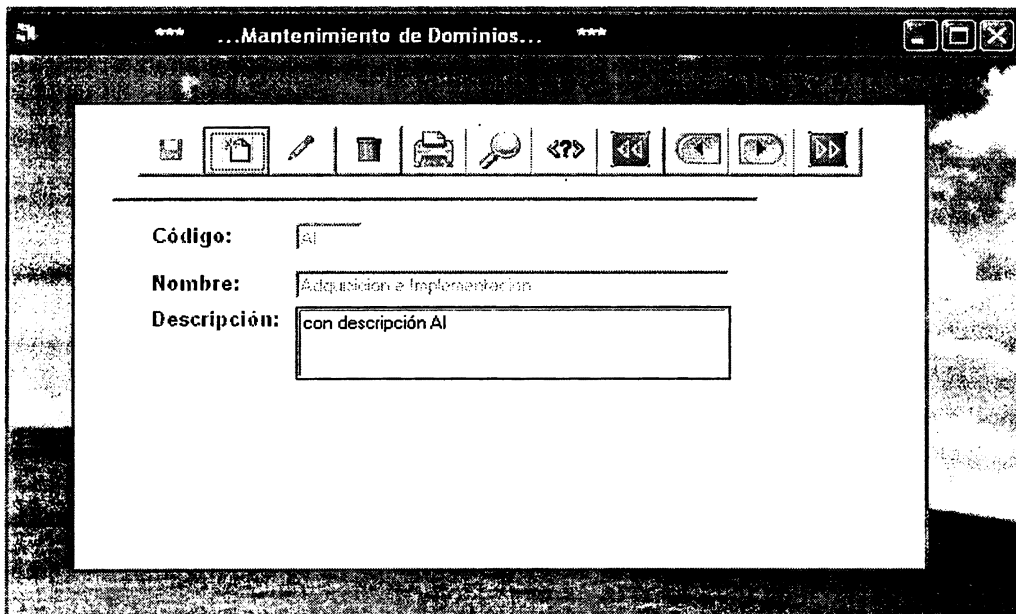 *** ...Mantenimiento de Dominios... ***
<?>
Código: AI
Nombre: Adquisicion e Implementacion
Descripción: con descripción AI